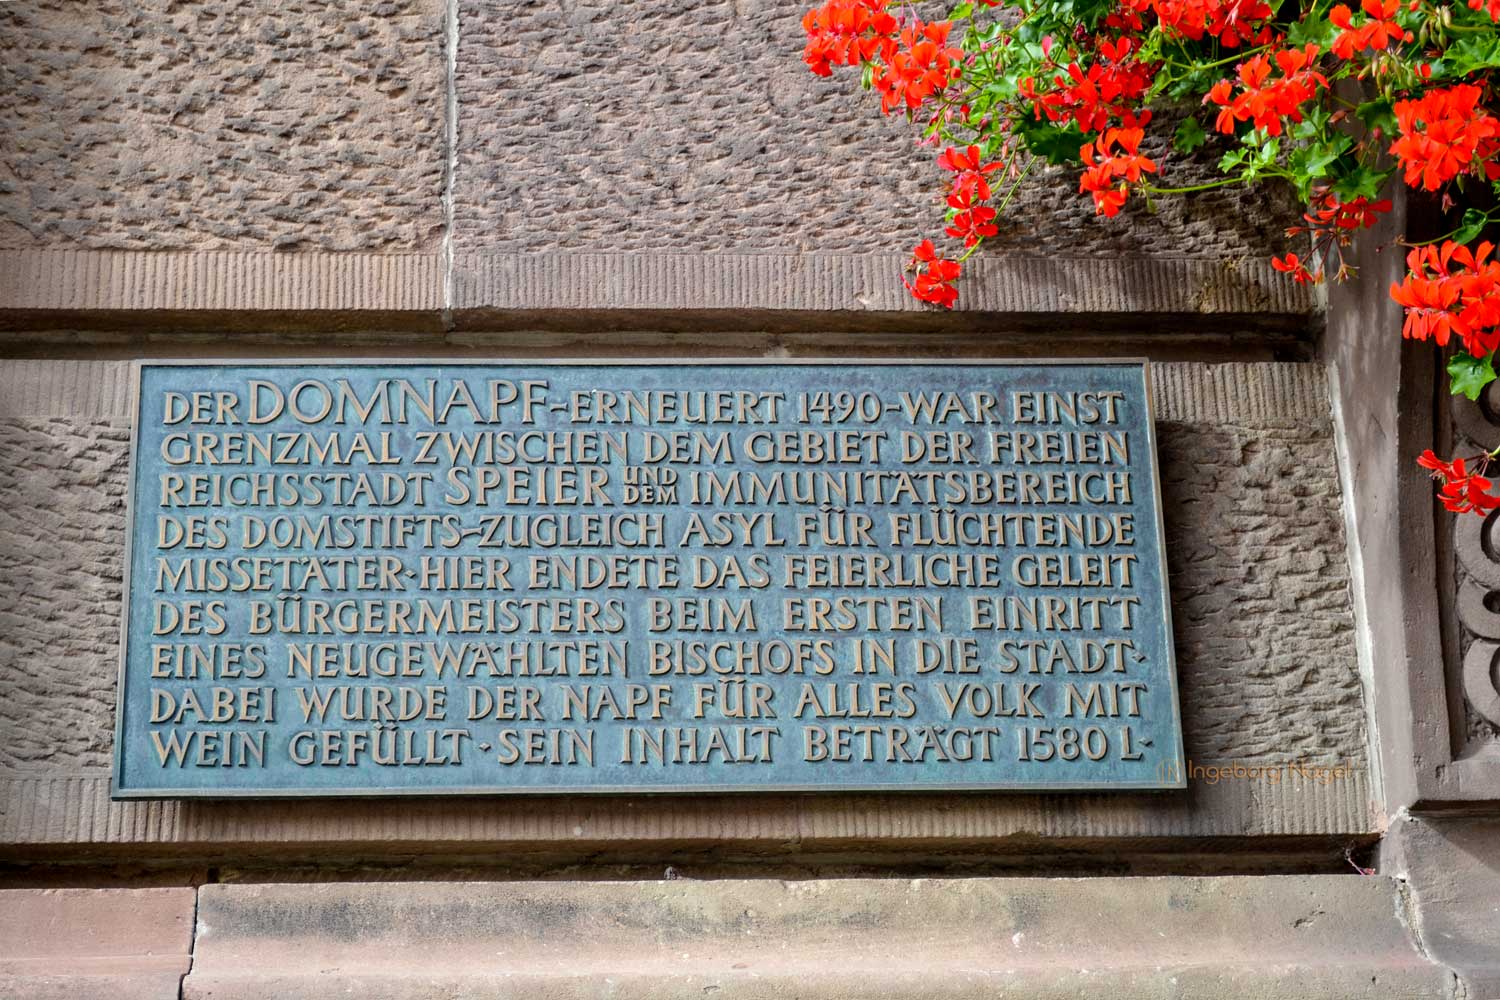 DER DOMNAPF-ERNEUERT 1490-WAR EINST
GRENZMAL ZWISCHEN DEM GEBIET DER FREIEN
REICHSSTADT SPEIER UND DEM IMMUNITÄTSBEREICH
DES DOMSTIFTS-ZUGLEICH ASYL FÜR FLÜCHTENDE
MISSETÄTER·HIER ENDETE DAS FEIERLICHE GELEIT
DES BÜRGERMEISTERS BEIM ERSTEN EINRITT
EINES NEUGEWÄHLTEN BISCHOFS IN DIE STADT·
DABEI WURDE DER NAPF FÜR ALLES VOLK MIT
WEIN GEFÜLLT·SEIN INHALT BETRÄGT 1580 L·
Ingeborg Nagel